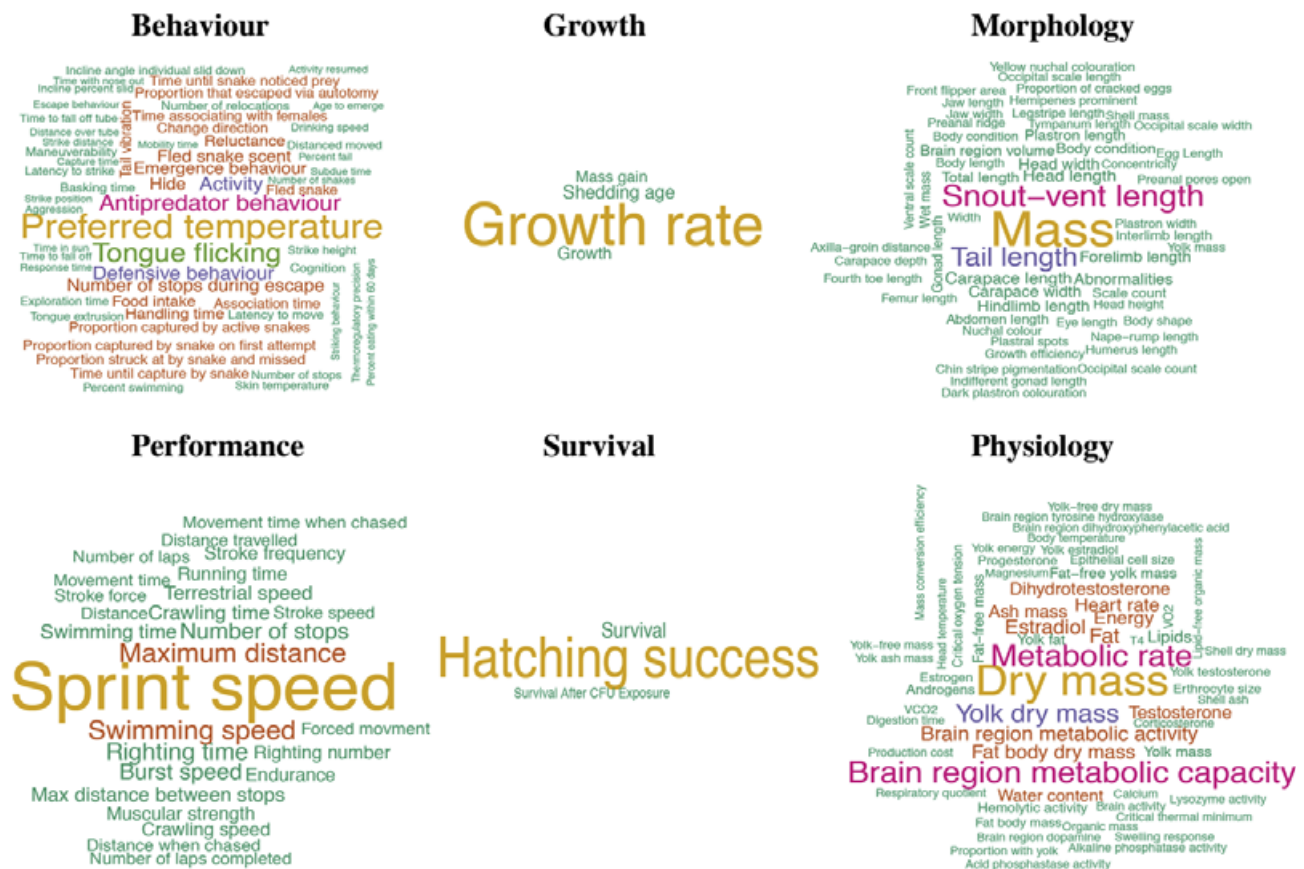 Behaviour
Incline angle individual slid down
Activity resumed
Time with nose out
Time until snake noticed prey
Incline percent slid
Proportion that escaped via autotomy
Escape behaviour
Number of relocations
Age to emerge
Tail vibration
Time to fall off tube
Time associating with females
Change direction
Drinking speed
Distance over tube
Strike distance
Mobility time
Reluctance
Distanced moved
Maneuverability
Fled snake scent
Percent fail
Capture time
Latency to strike
Emergence behaviour
Subdue time
Number of shakes
Basking time
Hide
Activity
Fled snake
Strike position
Aggression
Antipredator behaviour
Preferred temperature
Time in sun
Time to fall off
Tongue flicking
Strike height
Response time
Defensive behaviour
Cognition
Number of stops during escape
Exploration time
Food intake
Association time
Tongue extrusion
Handling time
Latency to move
Proportion captured by active snakes
Striking behaviour
Thermoregulatory precision
Percent eating within 60 days
Proportion captured by snake on first attempt
Proportion struck at by snake and missed
Time until capture by snake
Number of stops
Percent swimming
Skin temperature
Growth
Mass gain
Shedding age
Growth rate
Growth
Morphology
Yellow nuchal colouration
Occipital scale length
Front flipper area
Proportion of cracked eggs
Jaw length
Hemipenes prominent
Jaw width
Legstripe length
Shell mass
Preanal ridge
Tympanum length
Occipital scale width
Body condition
Plastron length
Brain region volume
Body condition
Egg Length
Body length
Head width
Concentricity
Total length
Head length
Preanal pores open
Ventral scale count
Wet mass
Snout-vent length
Width
Mass
Plastron width
Interlimb length
Axilla-groin distance
Yolk mass
Carapace depth
Gonad length
Tail length
Forelimb length
Fourth toe length
Carapace length
Abnormalities
Femur length
Carapace width
Scale count
Hindlimb length
Head height
Abdomen length
Eye length
Body shape
Nuchal colour
Plastral spots
Nape-rump length
Growth efficiency
Humerus length
Chin stripe pigmentation
Occipital scale count
Indifferent gonad length
Dark plastron colouration
Performance
Movement time when chased
Distance travelled
Number of laps
Stroke frequency
Movement time
Running time
Stroke force
Terrestrial speed
Distance
Crawling time
Stroke speed
Swimming time
Number of stops
Maximum distance
Sprint speed
Swimming speed
Forced movment
Righting time
Righting number
Burst speed
Endurance
Max distance between stops
Muscular strength
Crawling speed
Distance when chased
Number of laps completed
Survival
Survival
Hatching success
Survival After CFU Exposure
Physiology
Mass conversion efficiency
Yolk-free dry mass
Brain region tyrosine hydroxylase
Brain region dihydroxyphenylacetic acid
Body temperature
Yolk energy
Yolk estradiol
Progesterone
Epithelial cell size
Magnesium
Fat-free yolk mass
Head temperature
Critical oxygen tension
Fat-free mass
Dihydrotestosterone
Ash mass
Heart rate
Energy
VO2
Lipid-free organic mass
Estradiol
Fat
Yolk fat
T4
Lipids
Yolk-free mass
Yolk ash mass
Metabolic rate
Shell dry mass
Estrogen
Dry mass
Yolk testosterone
Androgens
Erthrocyte size
Shell ash
VCO2
Digestion time
Yolk dry mass
Testosterone
Corticosterone
Brain region metabolic activity
Production cost
Fat body dry mass
Yolk mass
Brain region metabolic capacity
Respiratory quotient
Water content
Calcium
Lysozyme activity
Hemolytic activity
Brain activity
Critical thermal minimum
Fat body mass
Organic mass
Brain region dopamine
Swelling response
Proportion with yolk
Alkaline phosphatase activity
Acid phosphastase activity